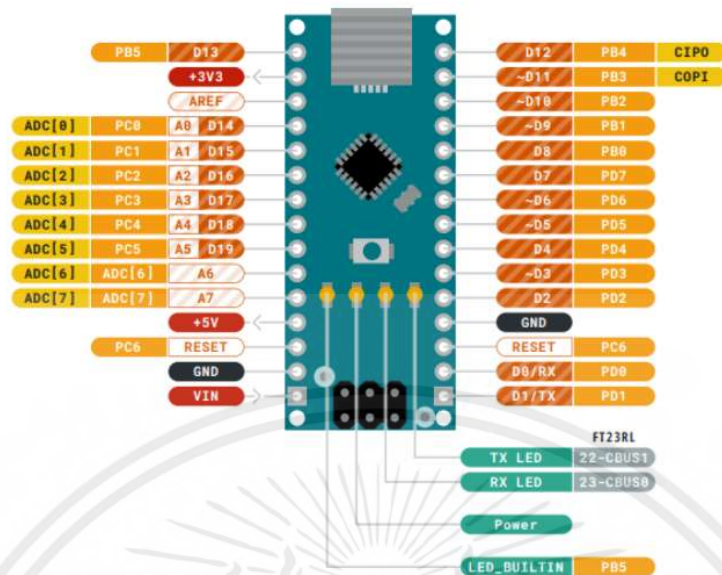 PB5 D13 D12 PB4 CIPO
+3V3 ~D11 PB3 COPI
AREF ~D10 PB2
ADC[0] PC0 A0 D14 ~D9 PB1
ADC[1] PC1 A1 D15 D8 PB0
ADC[2] PC2 A2 D16 D7 PD7
ADC[3] PC3 A3 D17 ~D6 PD6
ADC[4] PC4 A4 D18 ~D5 PD5
ADC[5] PC5 A5 D19 D4 PD4
ADC[6] ADC[6] A6 ~D3 PD3
ADC[7] ADC[7] A7 D2 PD2
+5V GND
PC6 RESET RESET PC6
GND D0/RX PD0
VIN D1/TX PD1
FT23RL
TX LED 22-CBUS1
RX LED 23-CBUS0
Power
LED_BUILTIN PB5